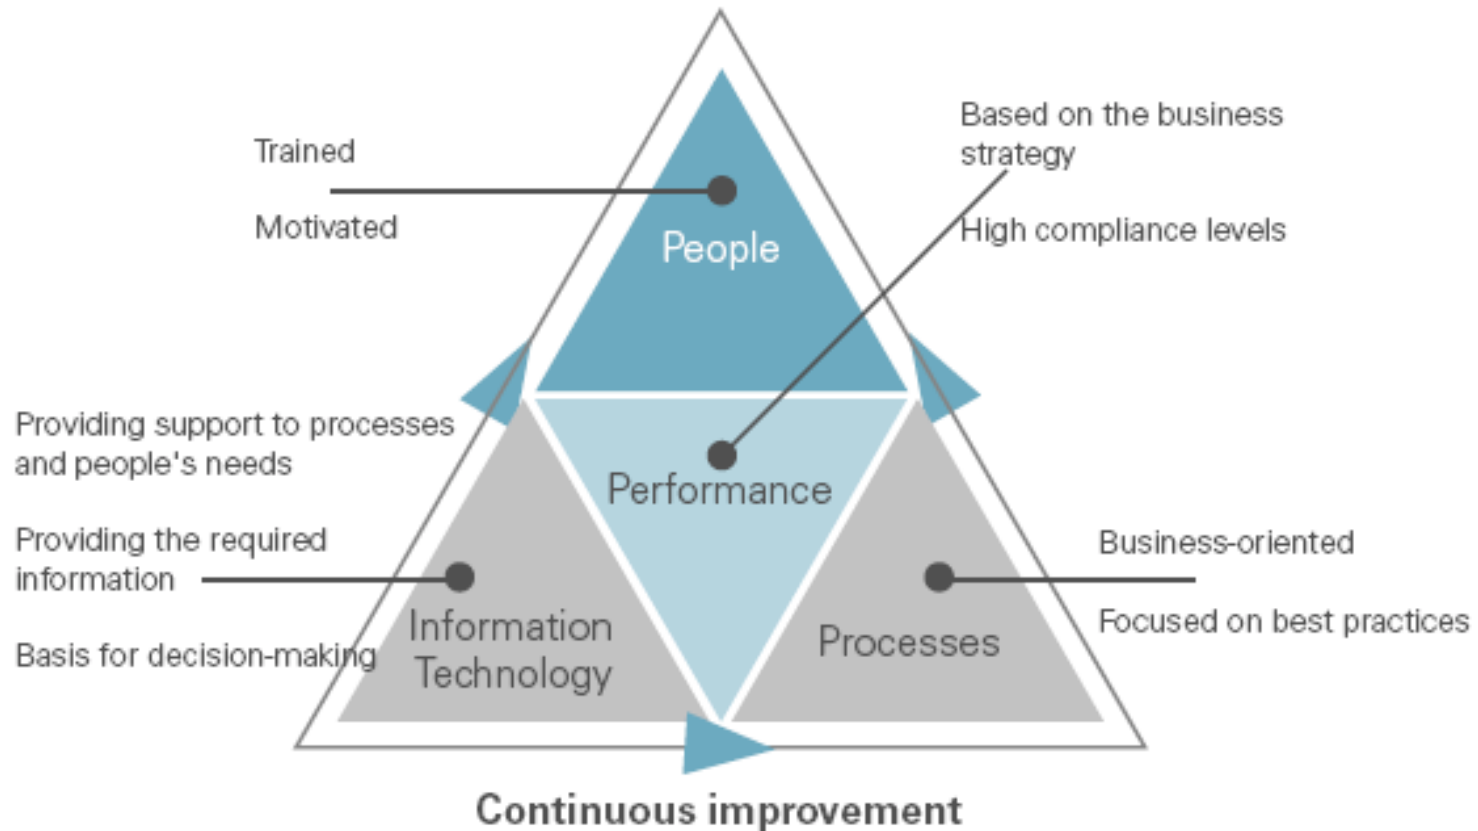 Trained
Motivated
People
Based on the business
strategy
High compliance levels
Providing support to processes
and people's needs
Providing the required
information
Basis for decision-making
Performance
Information
Technology
Processes
Business-oriented
Focused on best practices
Continuous improvement